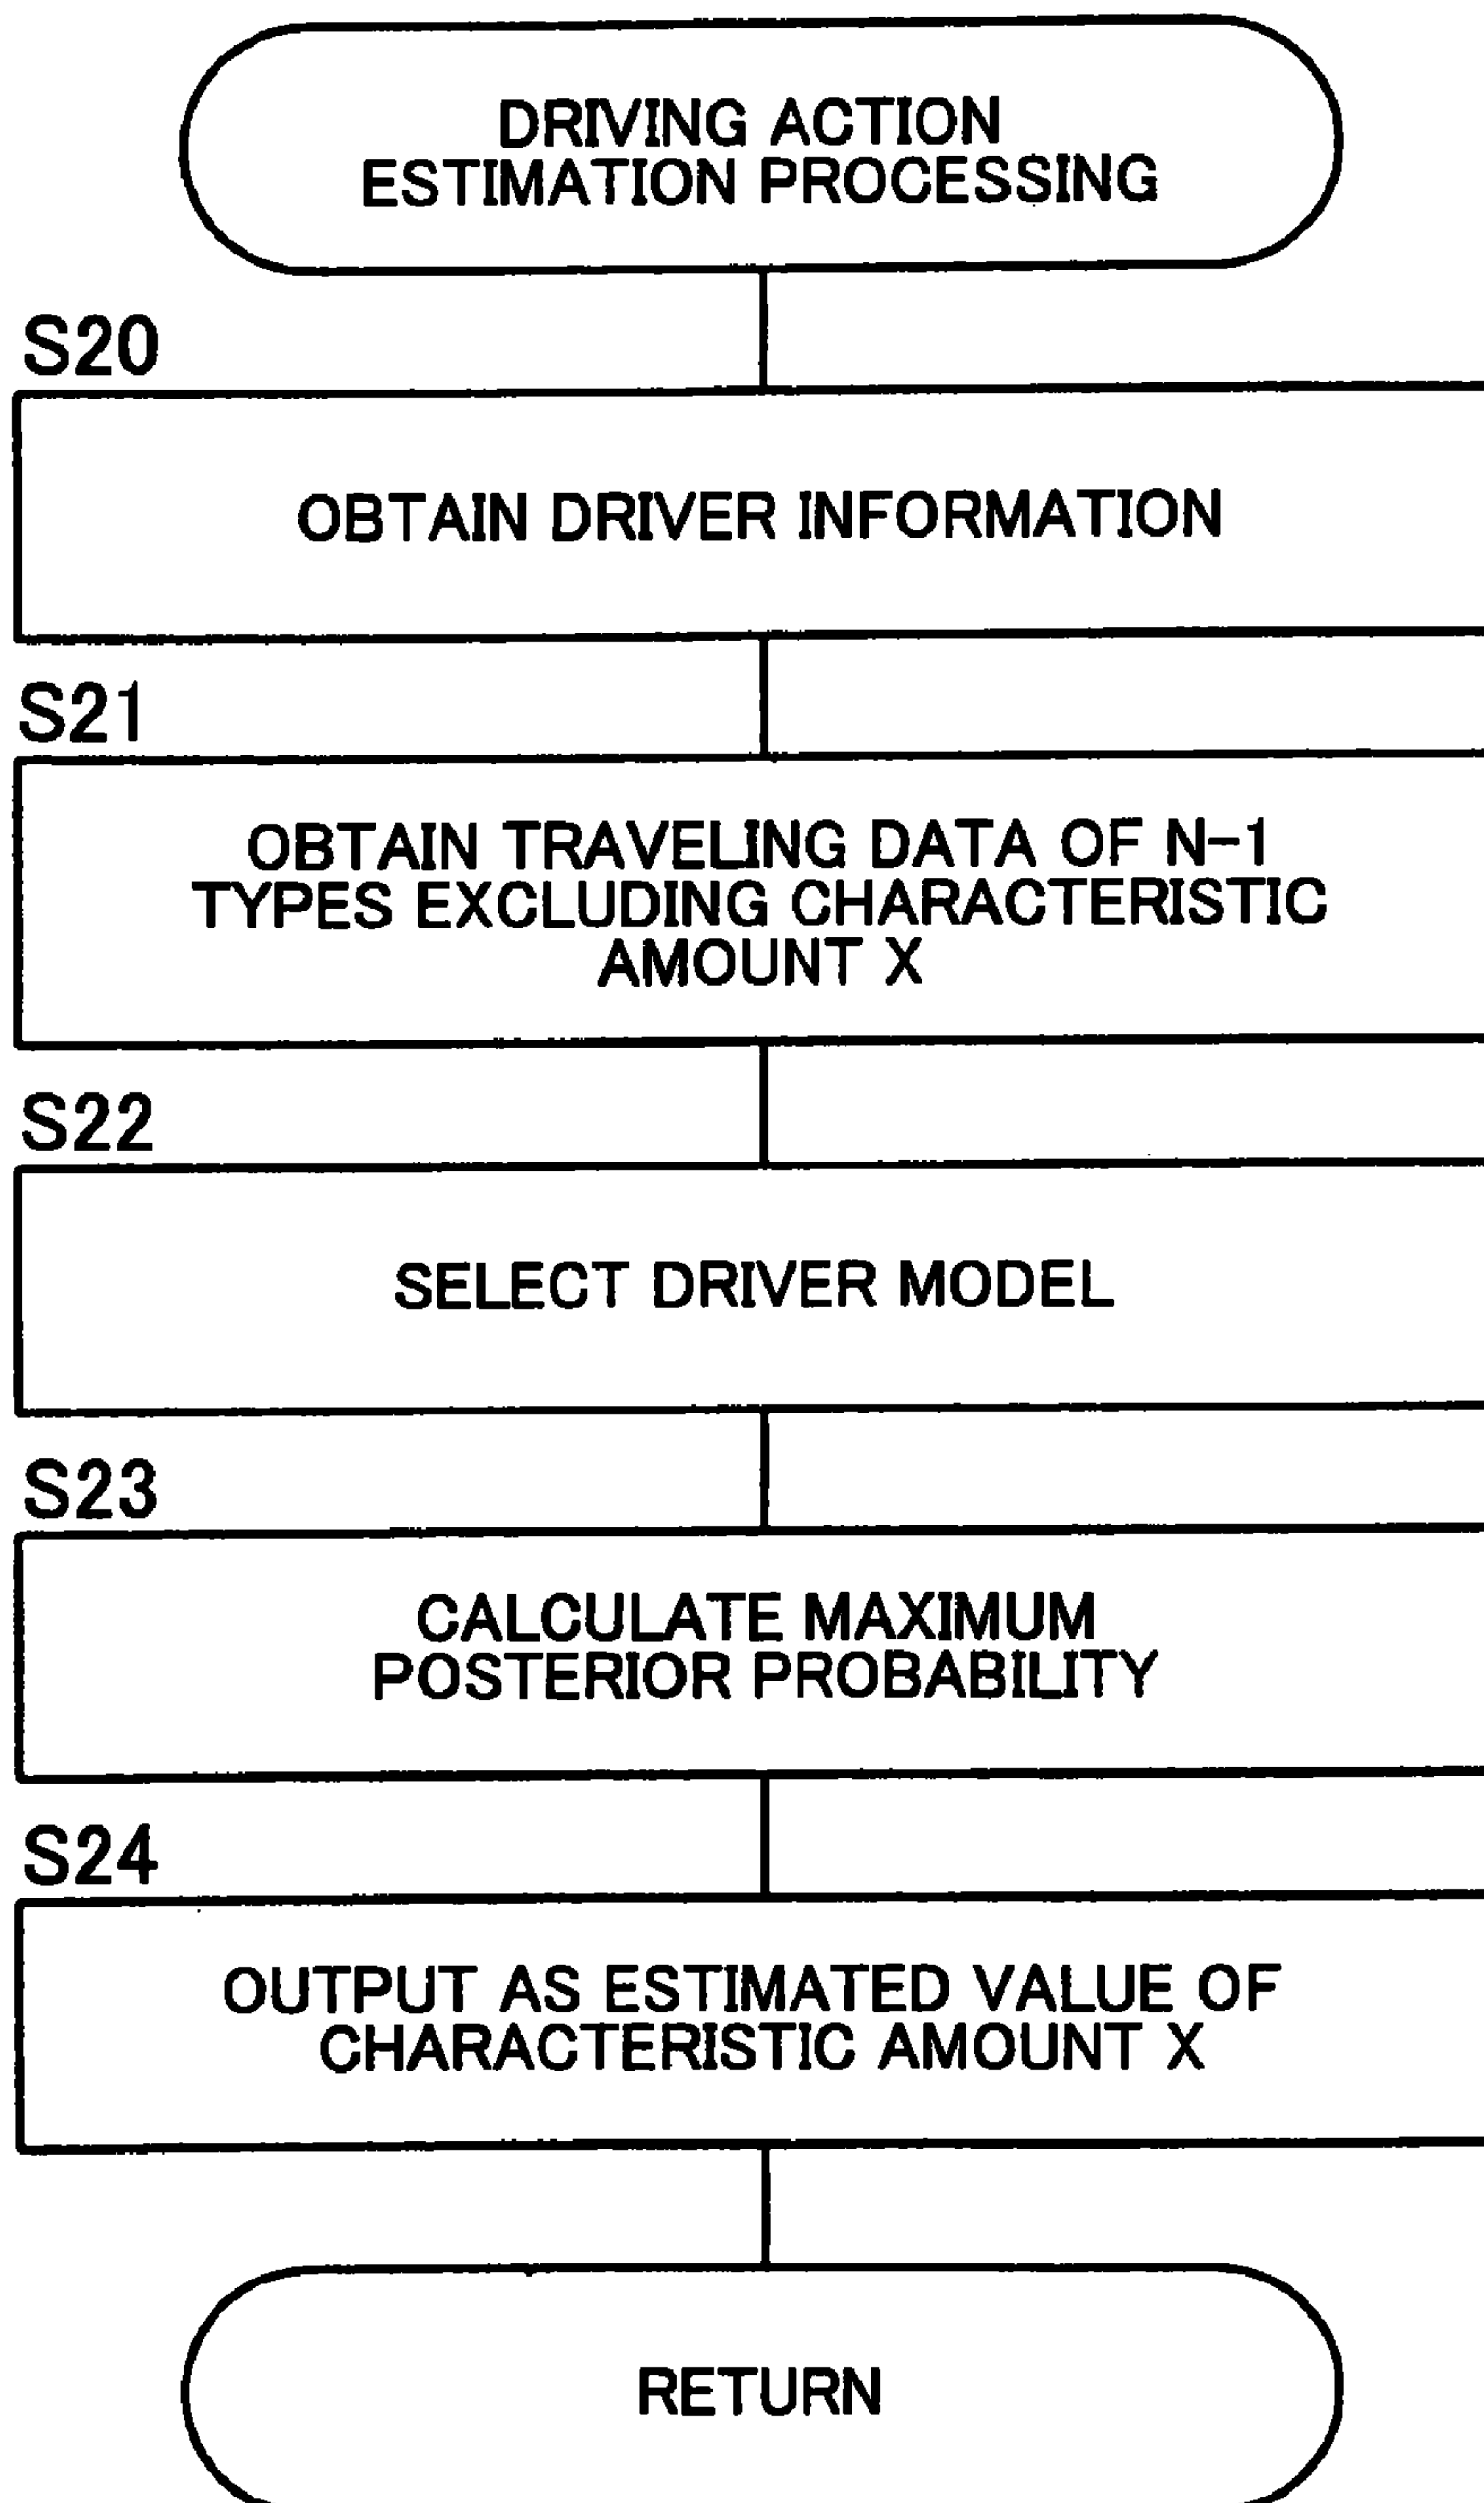 DRIVING ACTION
ESTIMATION PROCESSING
S20
OBTAIN DRIVER INFORMATION
S21
OBTAIN TRAVELING DATA OF N-1
TYPES EXCLUDING CHARACTERISTIC
AMOUNT X
S22
SELECT DRIVER MODEL
S23
CALCULATE MAXIMUM
POSTERIOR PROBABILITY
S24
OUTPUT AS ESTIMATED VALUE OF
CHARACTERISTIC AMOUNT X
RETURN